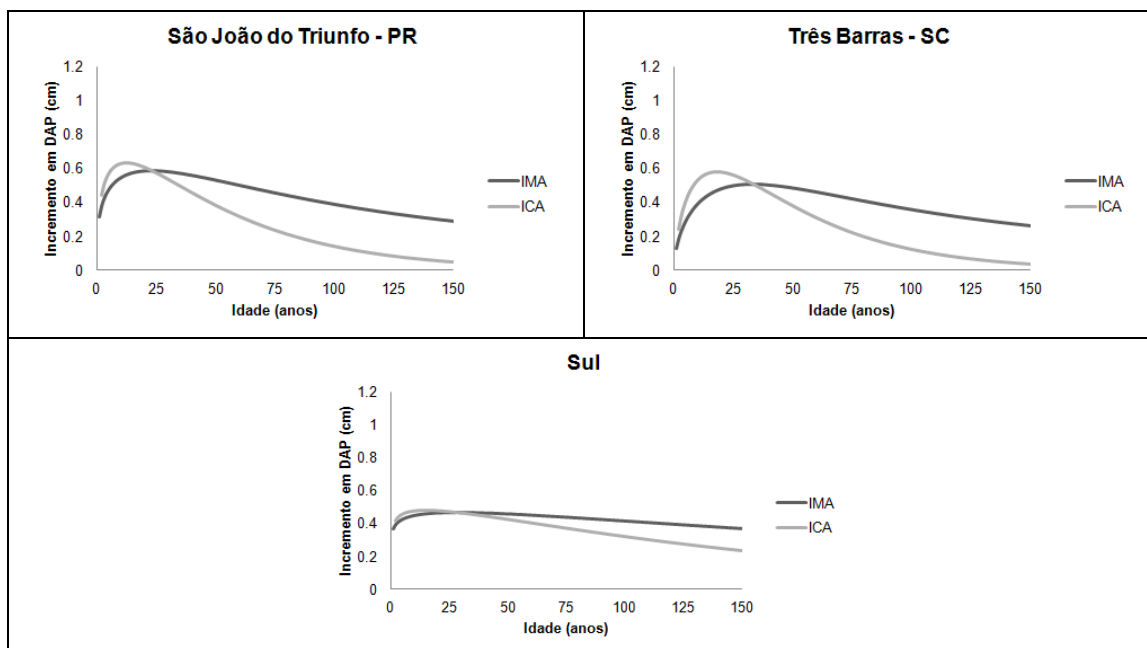 São João do Triunfo - PR
Incremento em DAP (cm)
1.2
1
0.8
0.6
0.4
0.2
0
0 25 50 75 100 125 150
Idade (anos)
IMA
ICA
Três Barras - SC
Incremento em DAP (cm)
1.2
1
0.8
0.6
0.4
0.2
0
0 25 50 75 100 125 150
Idade (anos)
IMA
ICA
Sul
Incremento em DAP (cm)
1.2
1
0.8
0.6
0.4
0.2
0
0 25 50 75 100 125 150
Idade (anos)
IMA
ICA